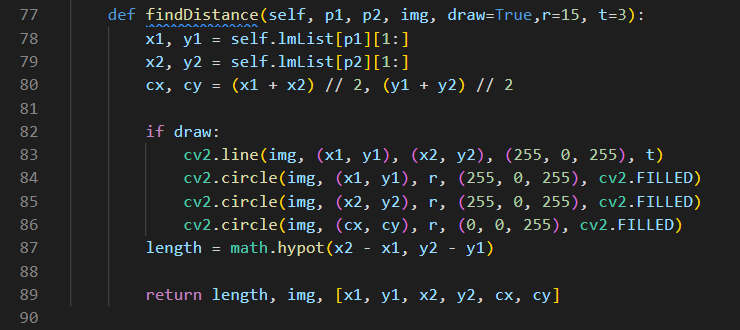 77 def findDistance(self, p1, p2, img, draw=True,r=15, t=3):
78 x1, y1 = self.lmList[p1][1:]
79 x2, y2 = self.lmList[p2][1:]
80 cx, cy = (x1 + x2) // 2, (y1 + y2) // 2
81
82 if draw:
83 cv2.line(img, (x1, y1), (x2, y2), (255, 0, 255), t)
84 cv2.circle(img, (x1, y1), r, (255, 0, 255), cv2.FILLED)
85 cv2.circle(img, (x2, y2), r, (255, 0, 255), cv2.FILLED)
86 cv2.circle(img, (cx, cy), r, (0, 0, 255), cv2.FILLED)
87 length = math.hypot(x2 - x1, y2 - y1)
88
89 return length, img, [x1, y1, x2, y2, cx, cy]
90